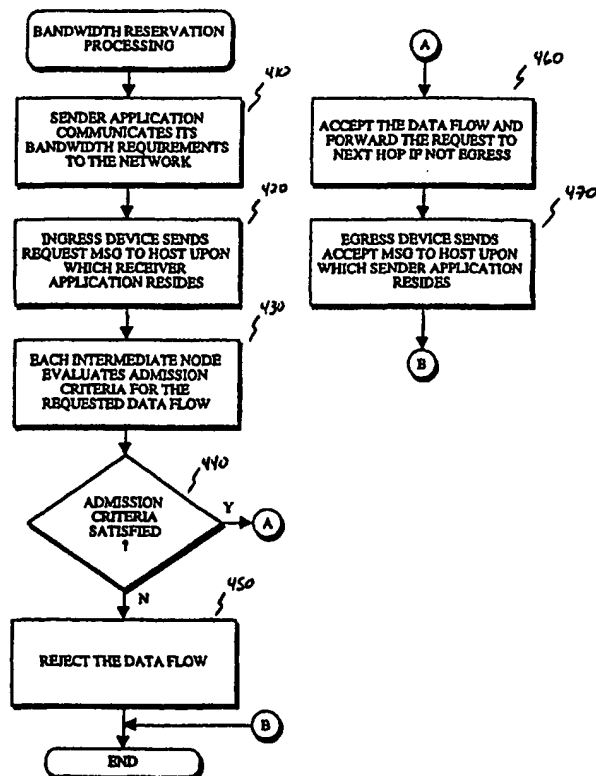 BANDWIDTH RESERVATION
PROCESSING
410
SENDER APPLICATION
COMMUNICATES ITS
BANDWIDTH REQUIREMENTS
TO THE NETWORK
420
INGRESS DEVICE SENDS
REQUEST MSG TO HOST UPON
WHICH RECEIVER
APPLICATION RESIDES
430
EACH INTERMEDIATE NODE
EVALUATES ADMISSION
CRITERIA FOR THE
REQUESTED DATA FLOW
440
ADMISSION
CRITERIA
SATISFIED
?
Y
A
N
450
REJECT THE DATA FLOW
B
END
A
460
ACCEPT THE DATA FLOW AND
FORWARD THE REQUEST TO
NEXT HOP IF NOT EGRESS
470
EGRESS DEVICE SENDS
ACCEPT MSG TO HOST UPON
WHICH SENDER APPLICATION
RESIDES
B